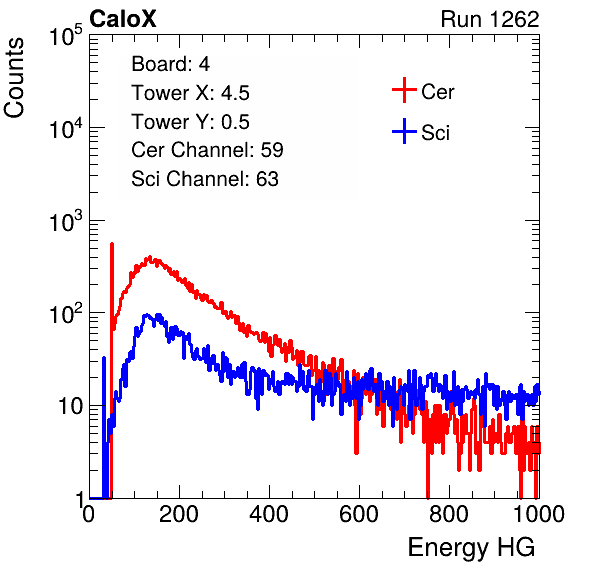 CaloX Run 1262
Counts
10^5
10^4
10^3
10^2
10
1
Board: 4
Tower X: 4.5
Tower Y: 0.5
Cer Channel: 59
Sci Channel: 63
Cer
Sci
0 200 400 600 800 1000
Energy HG